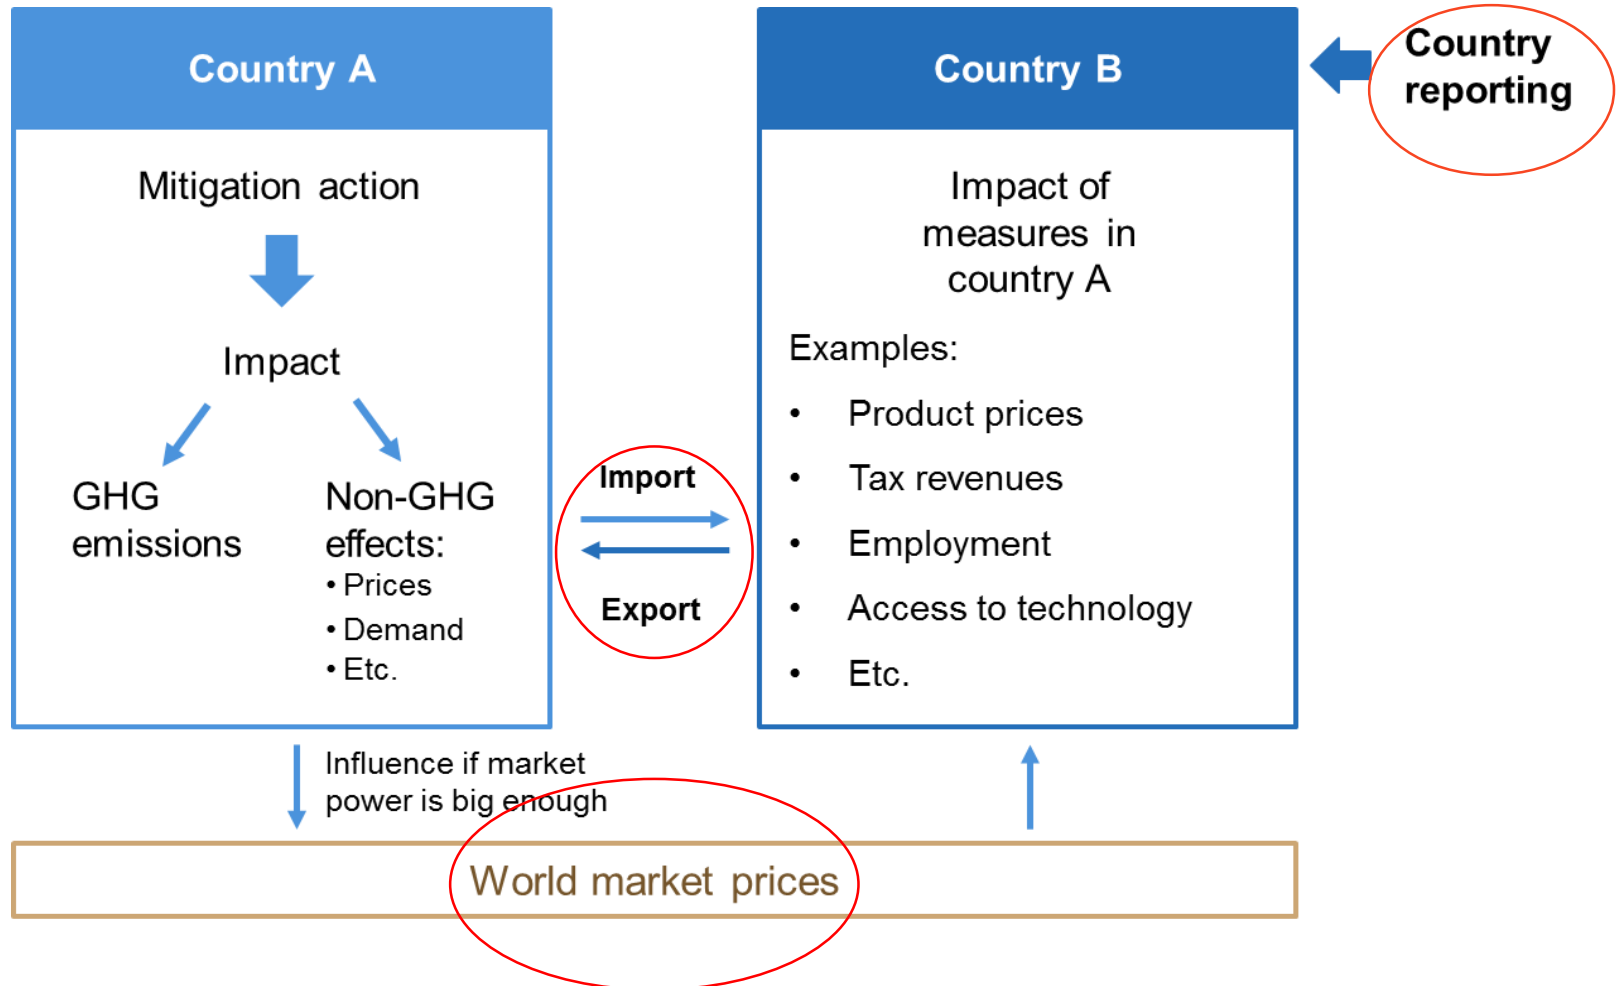 Country A
Mitigation action
Impact
GHG
emissions
Non-GHG
effects:
• Prices
• Demand
• Etc.
Import
Export
Country B
Impact of
measures in
country A
Examples:
• Product prices
• Tax revenues
• Employment
• Access to technology
• Etc.
Country
reporting
Influence if market
power is big enough
World market prices